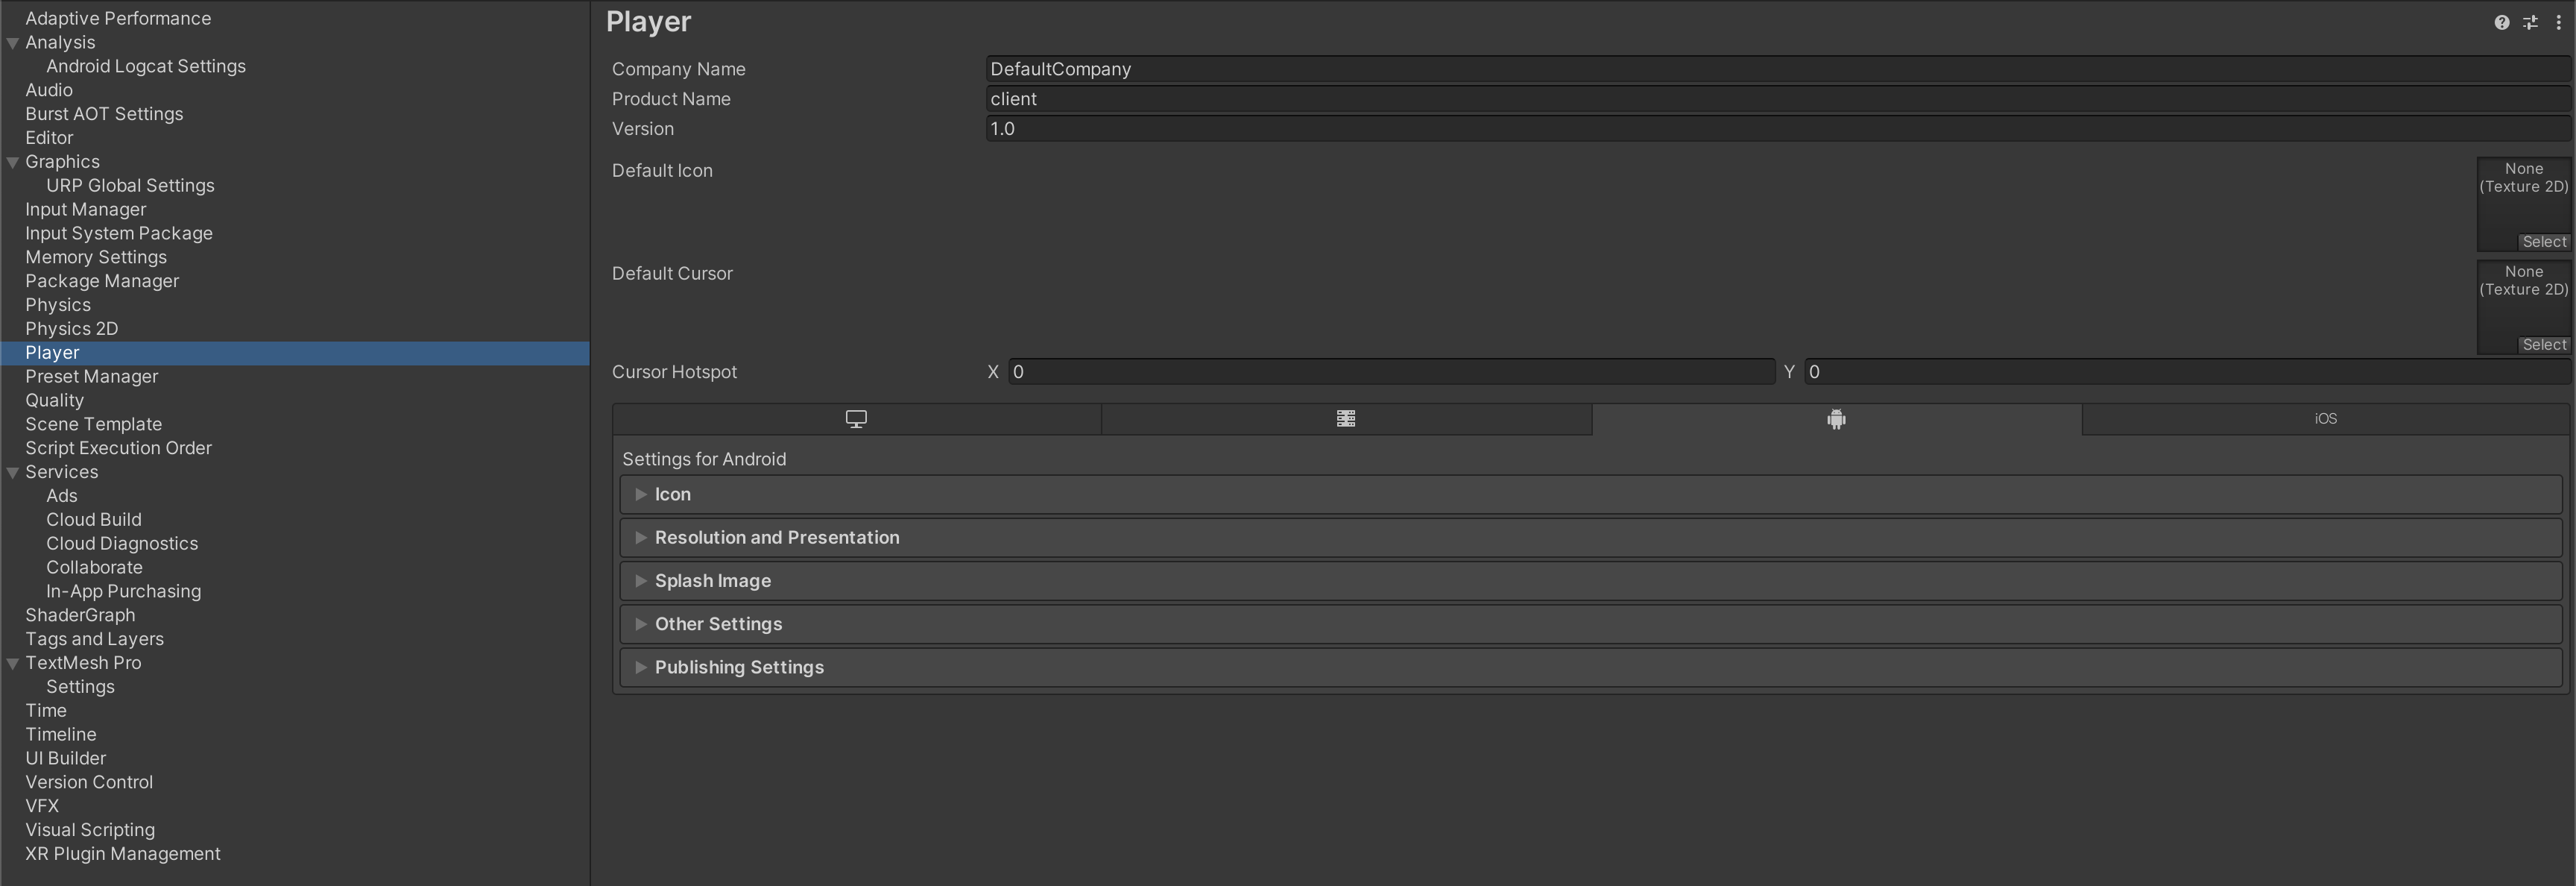 Adaptive Performance
Analysis
Android Logcat Settings
Audio
Burst AOT Settings
Editor
Graphics
URP Global Settings
Input Manager
Input System Package
Memory Settings
Package Manager
Physics
Physics 2D
Player
Preset Manager
Quality
Scene Template
Script Execution Order
Services
Ads
Cloud Build
Cloud Diagnostics
Collaborate
In-App Purchasing
ShaderGraph
Tags and Layers
TextMesh Pro
Settings
Time
Timeline
UI Builder
Version Control
VFX
Visual Scripting
XR Plugin Management
Player
Company Name DefaultCompany
Product Name client
Version 1.0
Default Icon
None
(Texture 2D)
Select
Default Cursor
None
(Texture 2D)
Select
Cursor Hotspot X 0 Y 0
iOS
Settings for Android
Icon
Resolution and Presentation
Splash Image
Other Settings
Publishing Settings